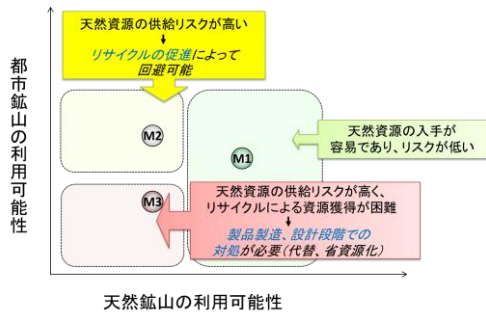 天然資源の供給リスクが高い
リサイクルの促進によって
回避可能
都市鉱山の利用可能性
M2
M1
天然資源の入手が
容易であり、リスクが低い
M3
天然資源の供給リスクが高く、
リサイクルによる資源獲得が困難
製品製造、設計段階での
対処が必要(代替、省資源化)
天然鉱山の利用可能性